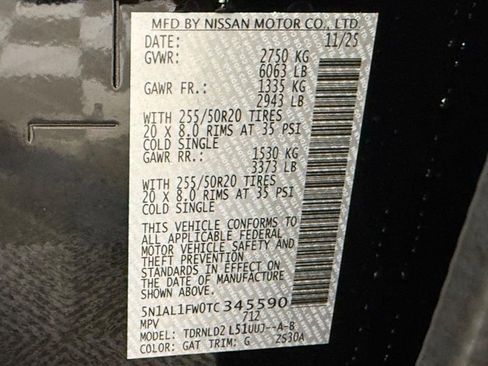 MFD BY NISSAN MOTOR CO., LTD.
DATE: 11/25
GVWR: 2750 KG
6063 LB
GAWR FR.: 1335 KG
2943 LB
WITH 255/50R20 TIRES
20 X 8.0 RIMS AT 35 PSI
COLD SINGLE
GAWR RR.: 1530 KG
3373 LB
WITH 255/50R20 TIRES
20 X 8.0 RIMS AT 35 PSI
COLD SINGLE
THIS VEHICLE CONFORMS TO
ALL APPLICABLE FEDERAL
MOTOR VEHICLE SAFETY AND
THEFT PREVENTION
STANDARDS IN EFFECT ON
THE DATE OF MANUFACTURE
SHOWN ABOVE.
5N1AL1FW0TC345590
MPV 712
MODEL: TDRNLD2 L51UUJ--A-B
COLOR: GAT TRIM: G ZS30A